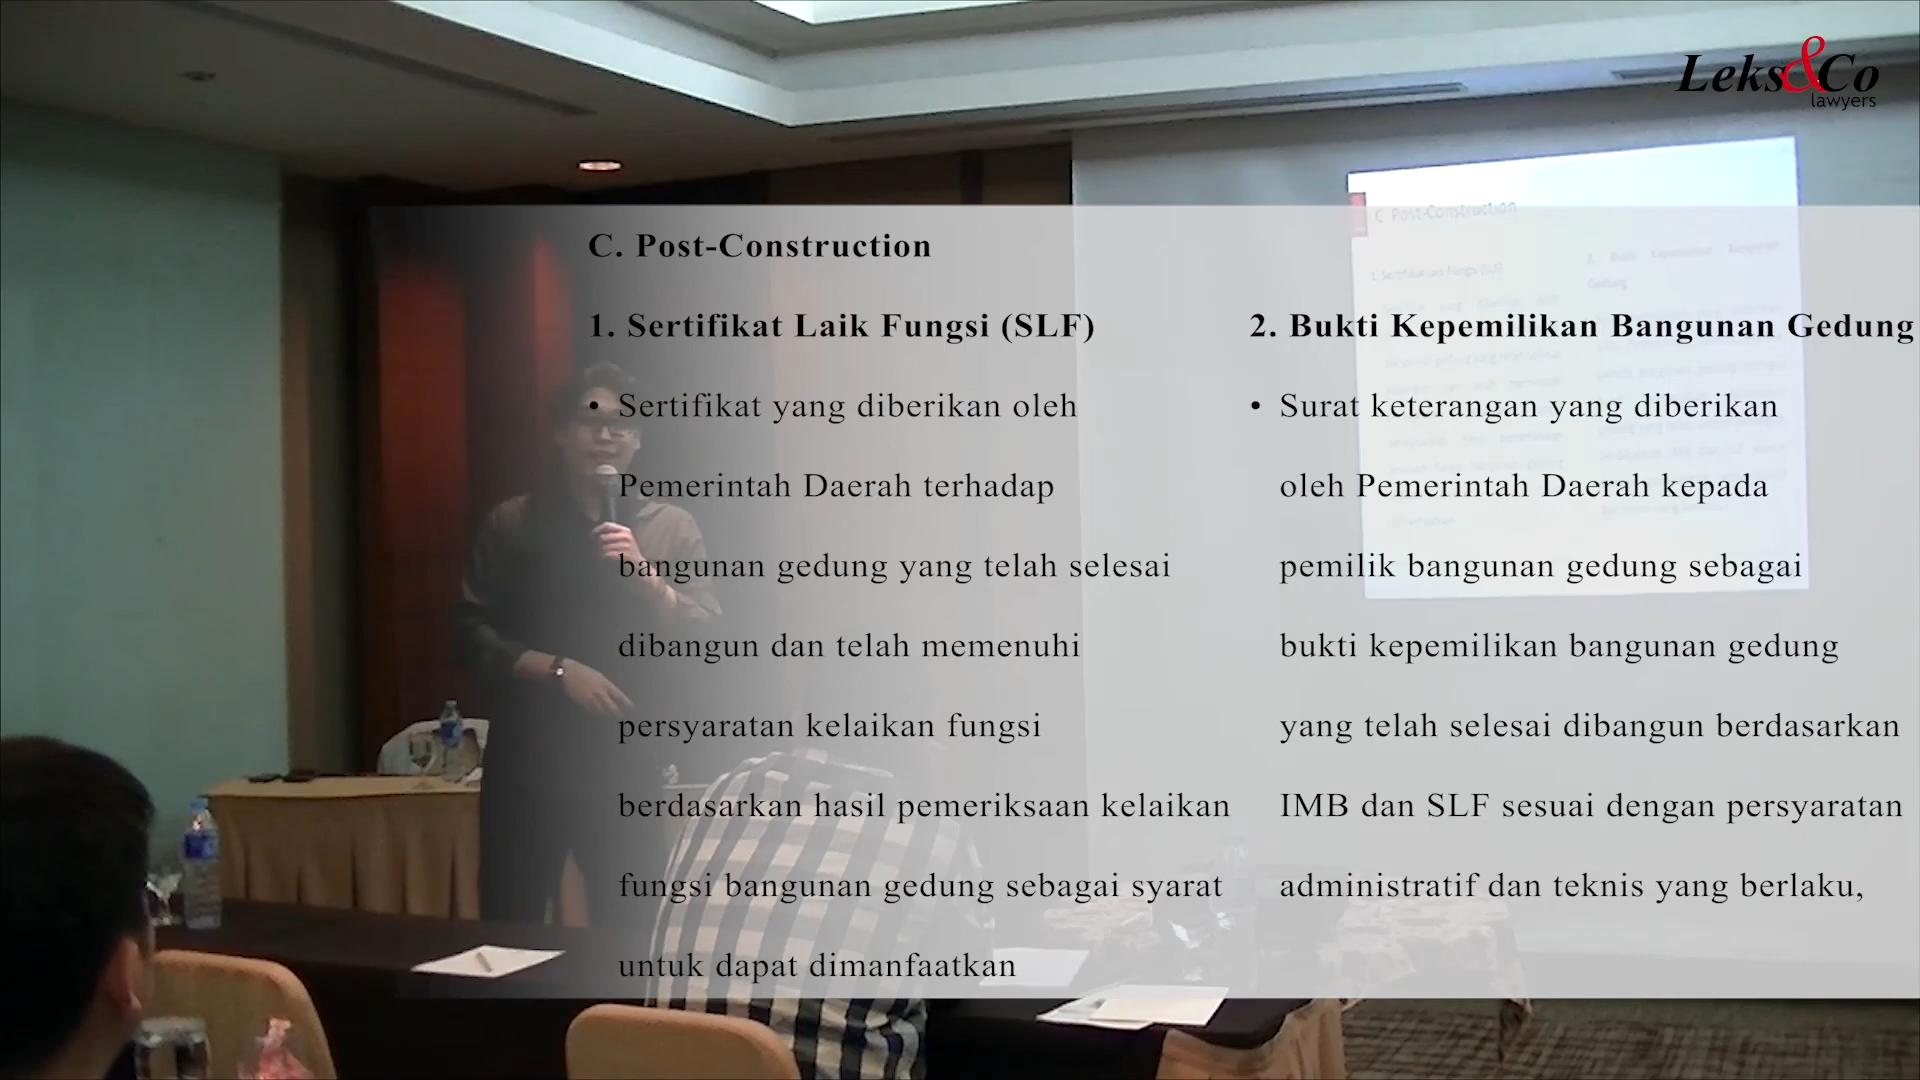 Leks&Co
lawyers
C. Post-Construction
1. Sertifikat Laik Fungsi (SLF)
• Sertifikat yang diberikan oleh
Pemerintah Daerah terhadap
bangunan gedung yang telah selesai
dibangun dan telah memenuhi
persyaratan kelaikan fungsi
berdasarkan hasil pemeriksaan kelaikan
fungsi bangunan gedung sebagai syarat
untuk dapat dimanfaatkan
2. Bukti Kepemilikan Bangunan Gedung
• Surat keterangan yang diberikan
oleh Pemerintah Daerah kepada
pemilik bangunan gedung sebagai
bukti kepemilikan bangunan gedung
yang telah selesai dibangun berdasarkan
IMB dan SLF sesuai dengan persyaratan
administratif dan teknis yang berlaku,
C Post-Construction